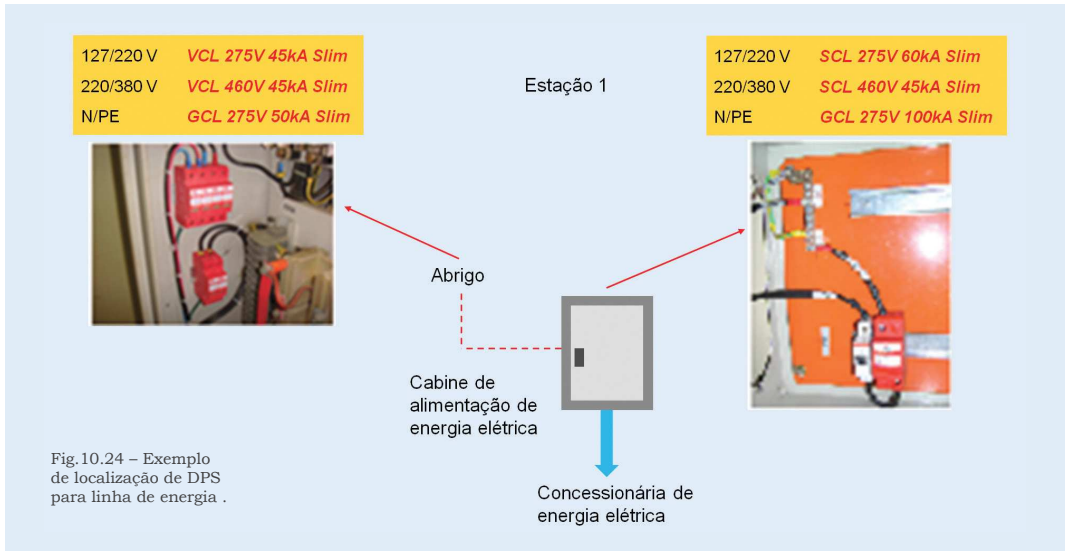 127/220 V VCL 275V 45kA Slim
220/380 V VCL 460V 45kA Slim
N/PE GCL 275V 50kA Slim
Estação 1
127/220 V SCL 275V 60kA Slim
220/380 V SCL 460V 45kA Slim
N/PE GCL 275V 100kA Slim
Abrigo
Cabine de
alimentação de
energia elétrica
Fig.10.24 – Exemplo
de localização de DPS
para linha de energia .
Concessionária de
energia elétrica